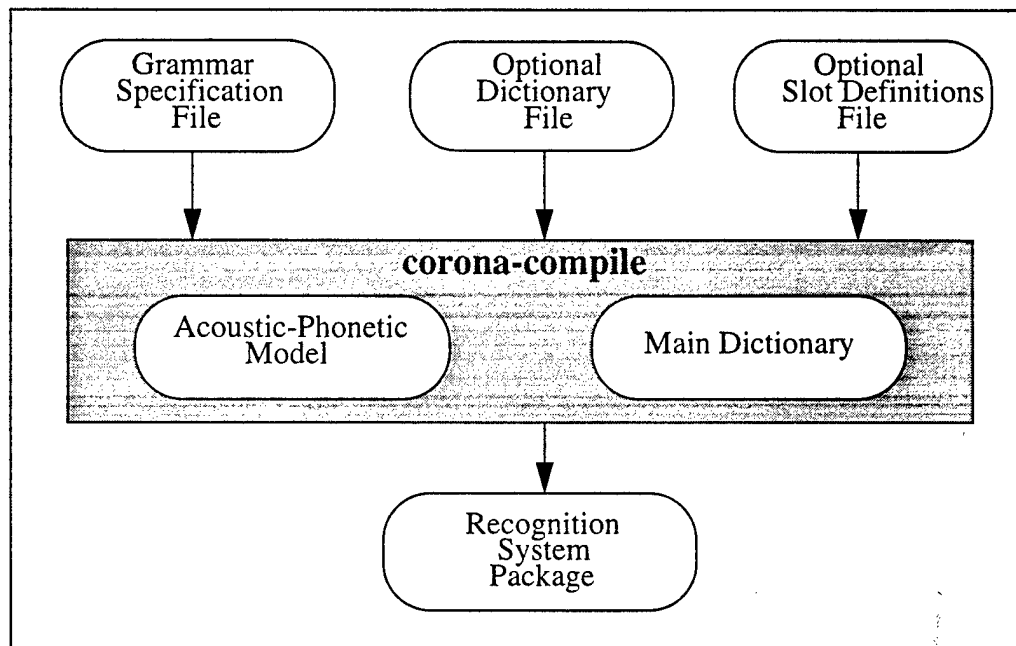 Grammar
Specification
File
Optional
Dictionary
File
Optional
Slot Definitions
File
corona-compile
Acoustic-Phonetic
Model
Main Dictionary
Recognition
System
Package